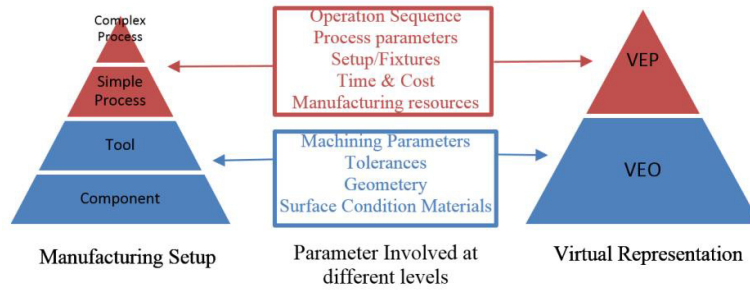 Complex
Process
Simple
Process
Tool
Component
Manufacturing Setup
Operation Sequence
Process parameters
Setup/Fixtures
Time & Cost
Manufacturing resources
Machining Parameters
Tolerances
Geometery
Surface Condition Materials
Parameter Involved at
different levels
VEP
VEO
Virtual Representation